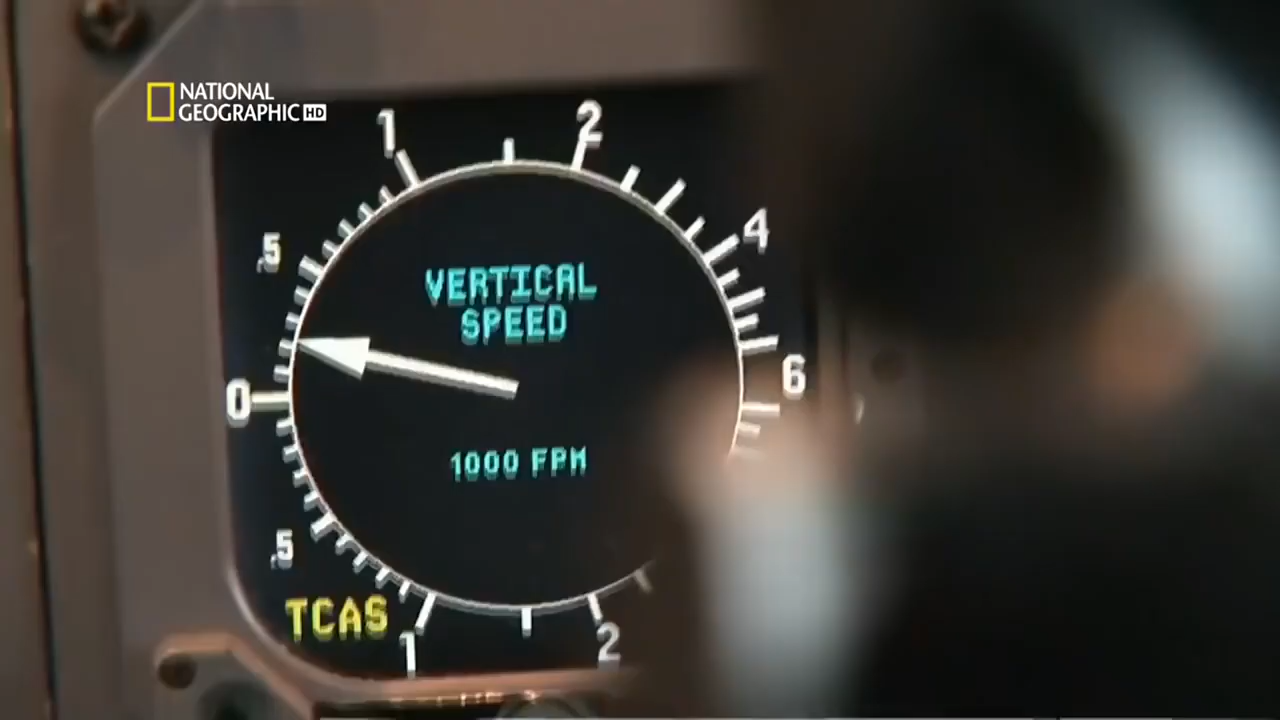 NATIONAL
GEOGRAPHIC HD
1
2
.5
4
VERTICAL
SPEED
0
6
1000 FPM
.5
TCAS
1
2